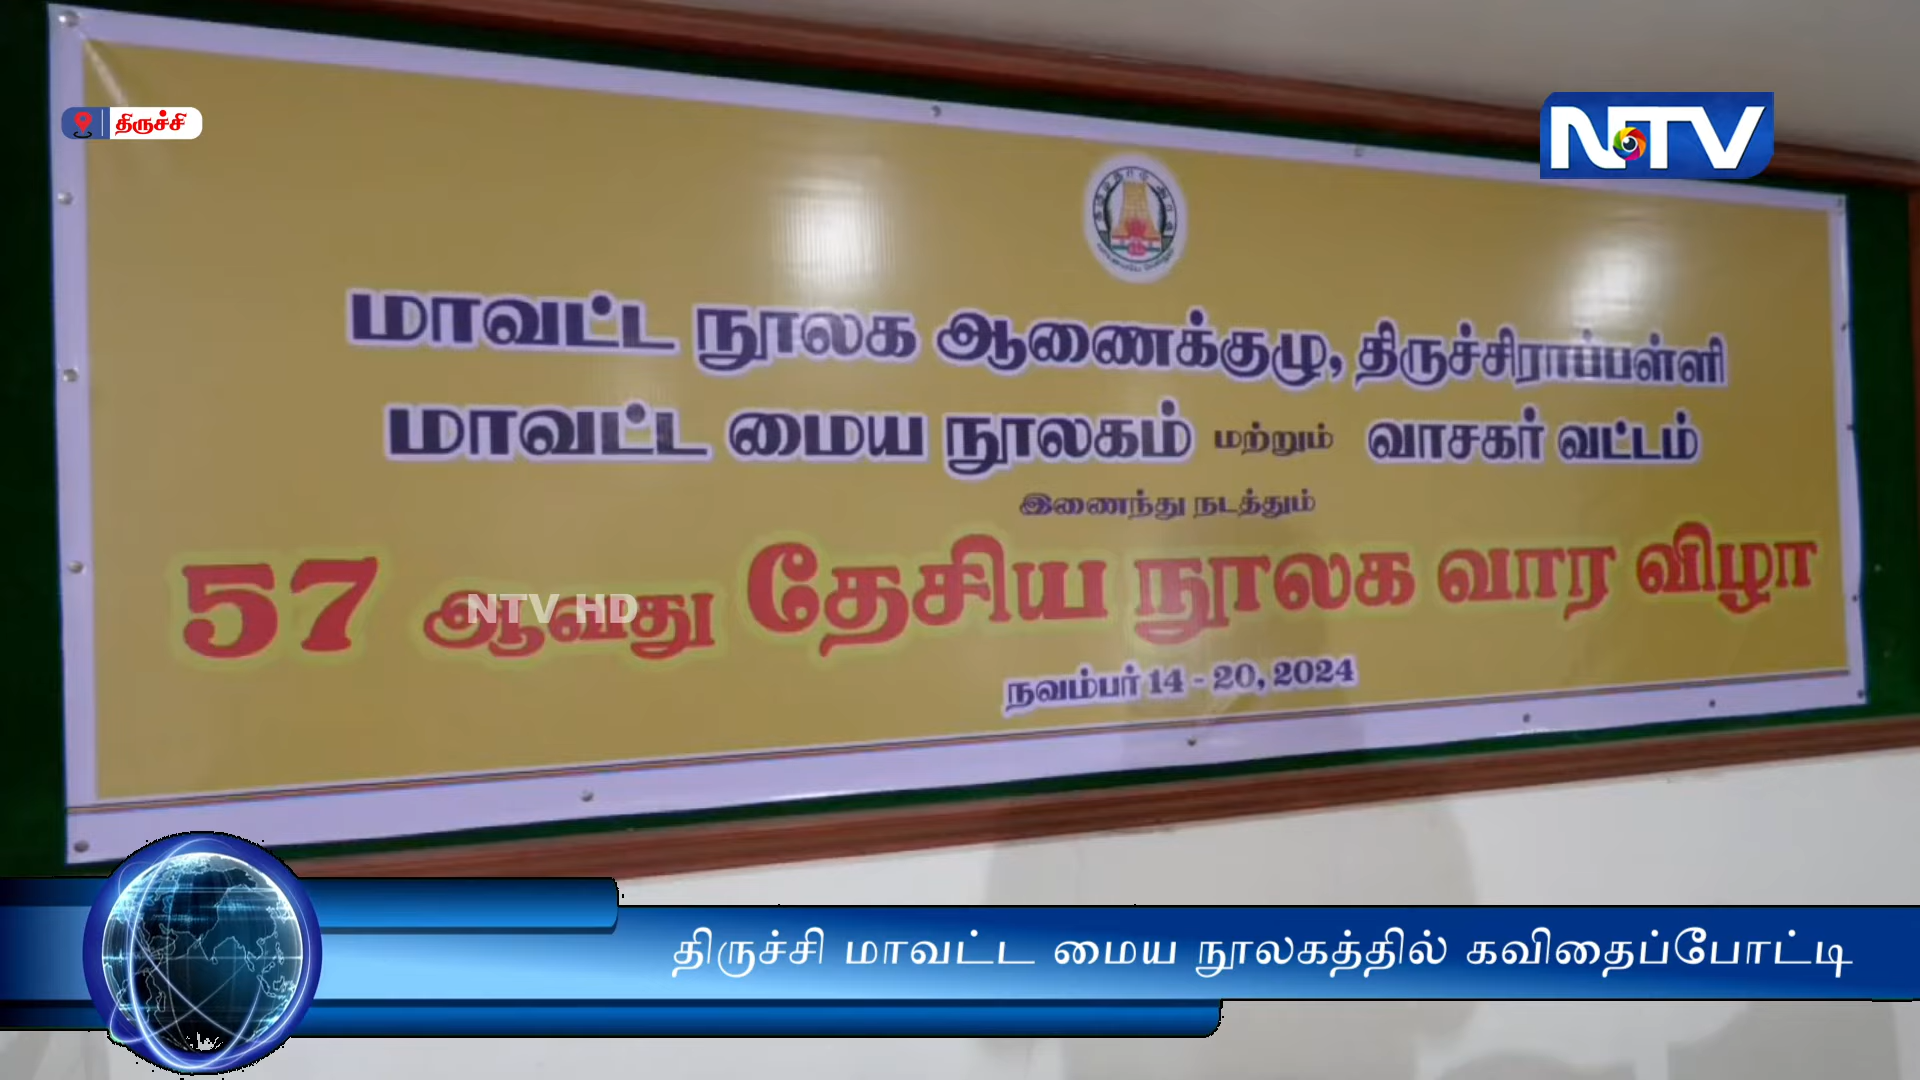 திருச்சி
NTV
மாவட்ட நூலக ஆணைக்குழு, திருச்சிராப்பள்ளி
மாவட்ட மைய நூலகம் மற்றும் வாசகர் வட்டம்
இணைந்து நடத்தும்
57 ஆவது தேசிய நூலக வார விழா
NTV HD
நவம்பர் 14 - 20, 2024
திருச்சி மாவட்ட மைய நூலகத்தில் கவிதைப்போட்டி